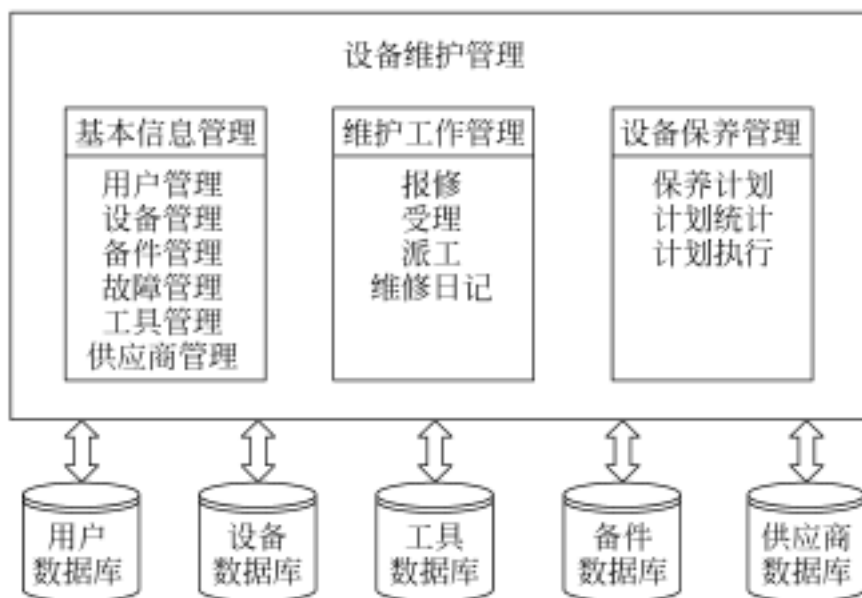 设备维护管理
基本信息管理
用户管理
设备管理
备件管理
故障管理
工具管理
供应商管理
维护工作管理
报修
受理
派工
维修日记
设备保养管理
保养计划
计划统计
计划执行
用户
数据库
设备
数据库
工具
数据库
备件
数据库
供应商
数据库